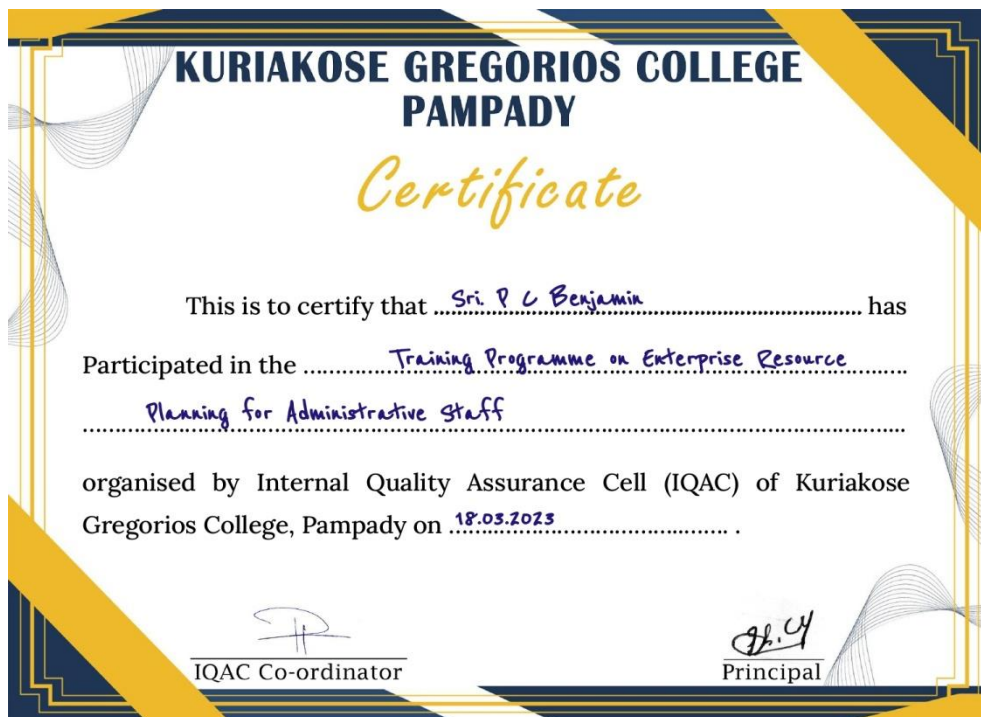 KURIAKOSE GREGORIOS COLLEGE
PAMPADY
Certificate
This is to certify that Sri. P C Benjamin has
Participated in the Training Programme on Enterprise Resource
Planning for Administrative Staff
organised by Internal Quality Assurance Cell (IQAC) of Kuriakose
Gregorios College, Pampady on 18.03.2023 .
IQAC Co-ordinator
Principal